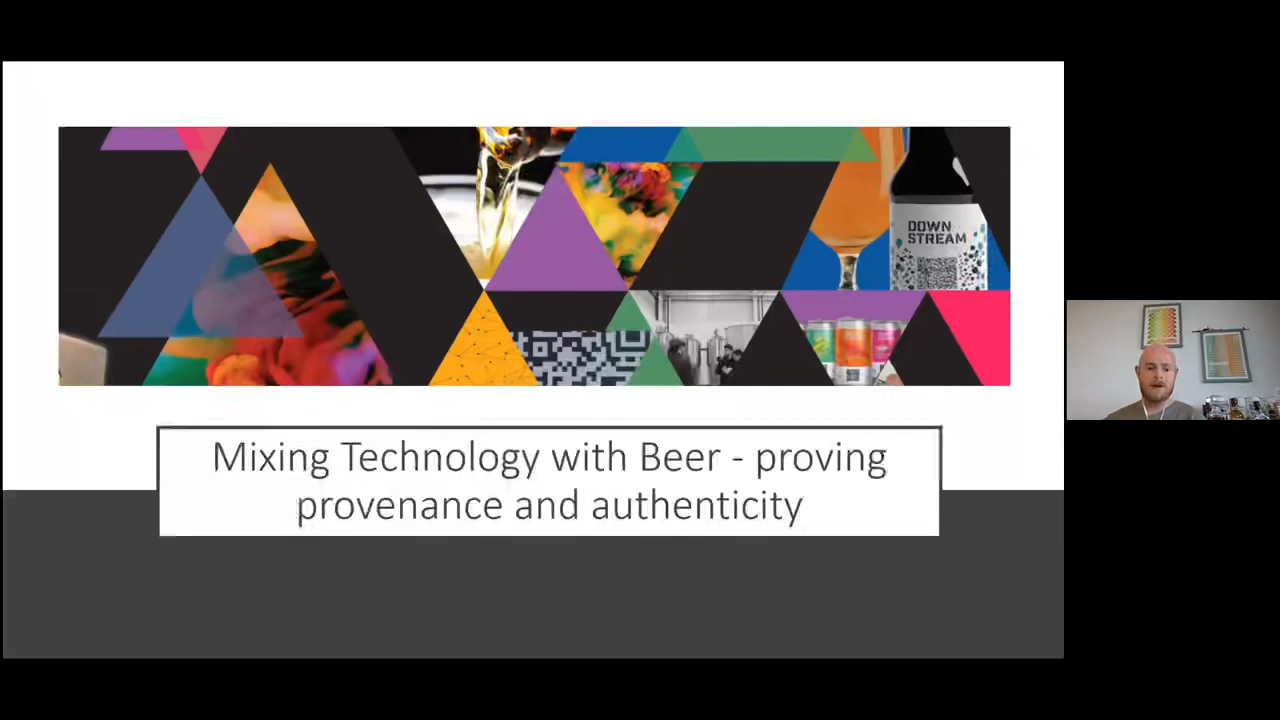 DOWN
STREAM
Mixing Technology with Beer - proving
provenance and authenticity